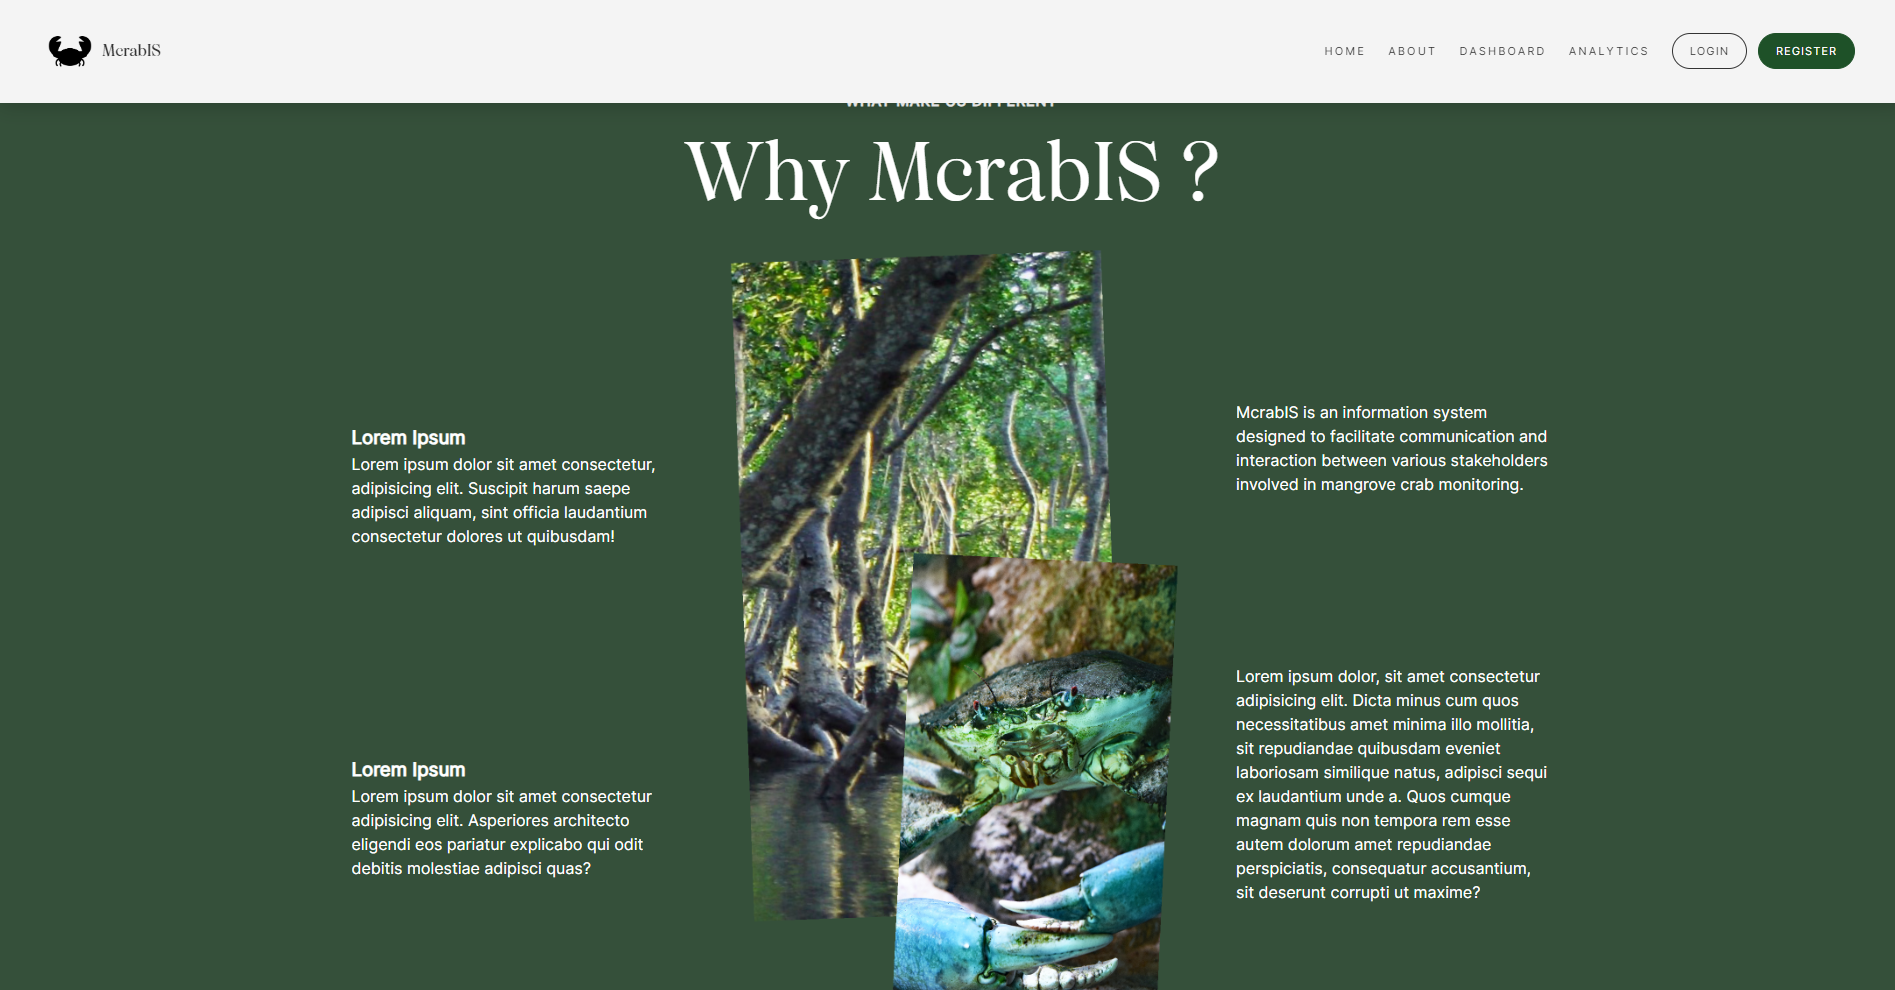 McrabIS
HOME ABOUT DASHBOARD ANALYTICS LOGIN REGISTER
WHAT MAKE US DIFFERENT
Why McrabIS ?
Lorem Ipsum
Lorem ipsum dolor sit amet consectetur,
adipisicing elit. Suscipit harum saepe
adipisci aliquam, sint officia laudantium
consectetur dolores ut quibusdam!
Lorem Ipsum
Lorem ipsum dolor sit amet consectetur
adipisicing elit. Asperiores architecto
eligendi eos pariatur explicabo qui odit
debitis molestiae adipisci quas?
McrabIS is an information system
designed to facilitate communication and
interaction between various stakeholders
involved in mangrove crab monitoring.
Lorem ipsum dolor, sit amet consectetur
adipisicing elit. Dicta minus cum quos
necessitatibus amet minima illo mollitia,
sit repudiandae quibusdam eveniet
laboriosam similique natus, adipisci sequi
ex laudantium unde a. Quos cumque
magnam quis non tempora rem esse
autem dolorum amet repudiandae
perspiciatis, consequatur accusantium,
sit deserunt corrupti ut maxime?